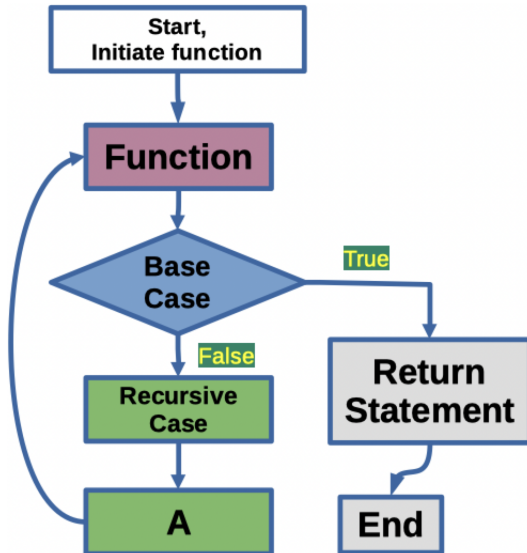 Start,
Initiate function
Function
Base
Case
True
False
Recursive
Case
Return
Statement
A
End